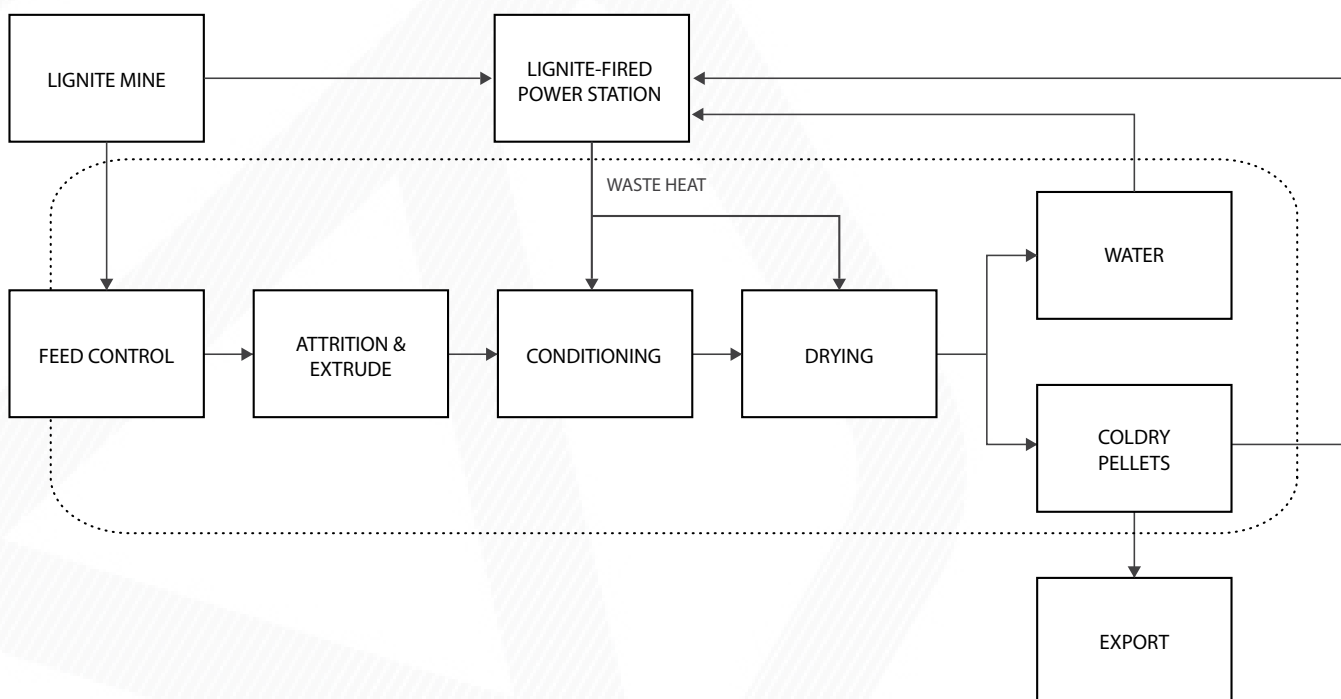 LIGNITE MINE
LIGNITE-FIRED
POWER STATION
WASTE HEAT
WATER
FEED CONTROL
ATTRITION &
EXTRUDE
CONDITIONING
DRYING
COLDRY
PELLETS
EXPORT